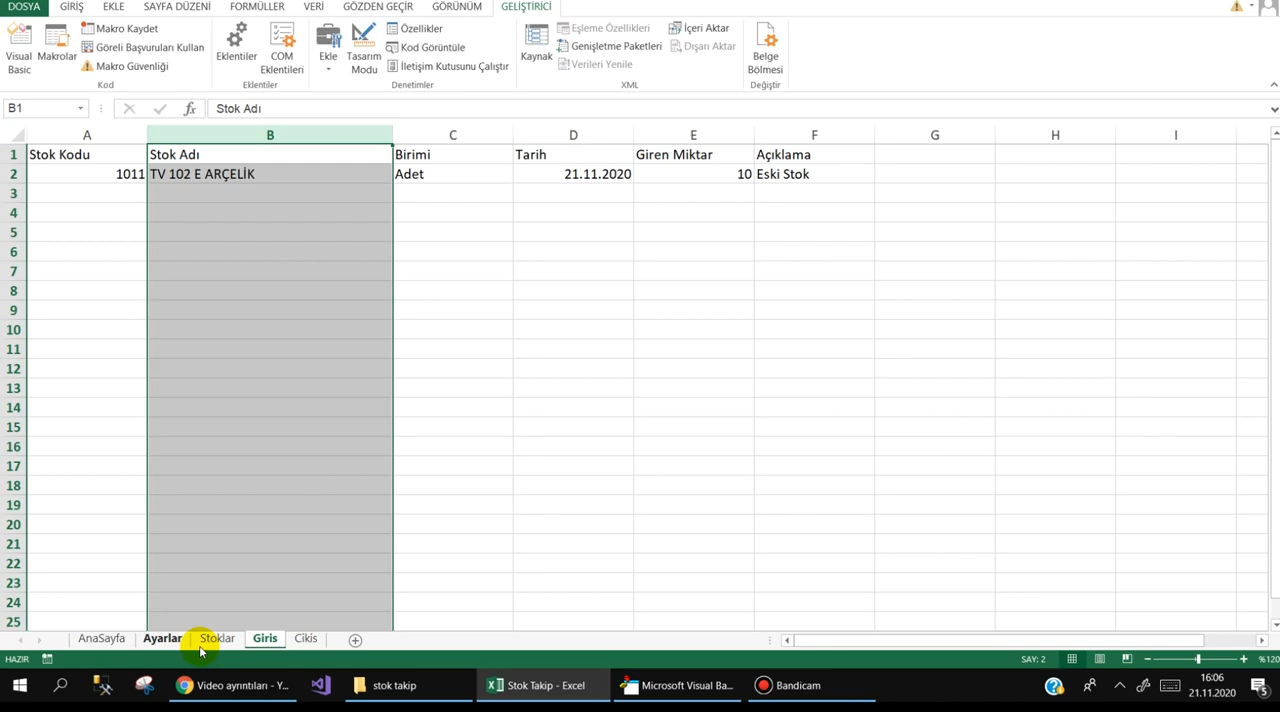 DOSYA GİRİŞ EKLE SAYFA DÜZENİ FORMÜLLER VERİ GÖZDEN GEÇİR GÖRÜNÜM GELİŞTİRİCİ
Visual Basic
Makrolar
Makro Kaydet
Göreli Başvuruları Kullan
Makro Güvenliği
Kod
Eklentiler
COM Eklentileri
Eklentiler
Ekle
Tasarım Modu
Özellikler
Kod Görüntüle
İletişim Kutusunu Çalıştır
Denetimler
Kaynak
Eşleme Özellikleri
Genişletme Paketleri
Verileri Yenile
İçeri Aktar
Dışarı Aktar
XML
Belge Bölmesi
Değiştir
B1 fx Stok Adı
A B C D E F G H I
1 Stok Kodu Stok Adı Birimi Tarih Giren Miktar Açıklama
2 1011 TV 102 E ARÇELİK Adet 21.11.2020 10 Eski Stok
3
4
5
6
7
8
9
10
11
12
13
14
15
16
17
18
19
20
21
22
23
24
25
AnaSayfa Ayarlar Stoklar Giris Cikis
HAZIR SAY: 2 %120
Video ayrıntıları - Y... stok takip Stok Takip - Excel Microsoft Visual Ba... Bandicam 16:06
21.11.2020 5